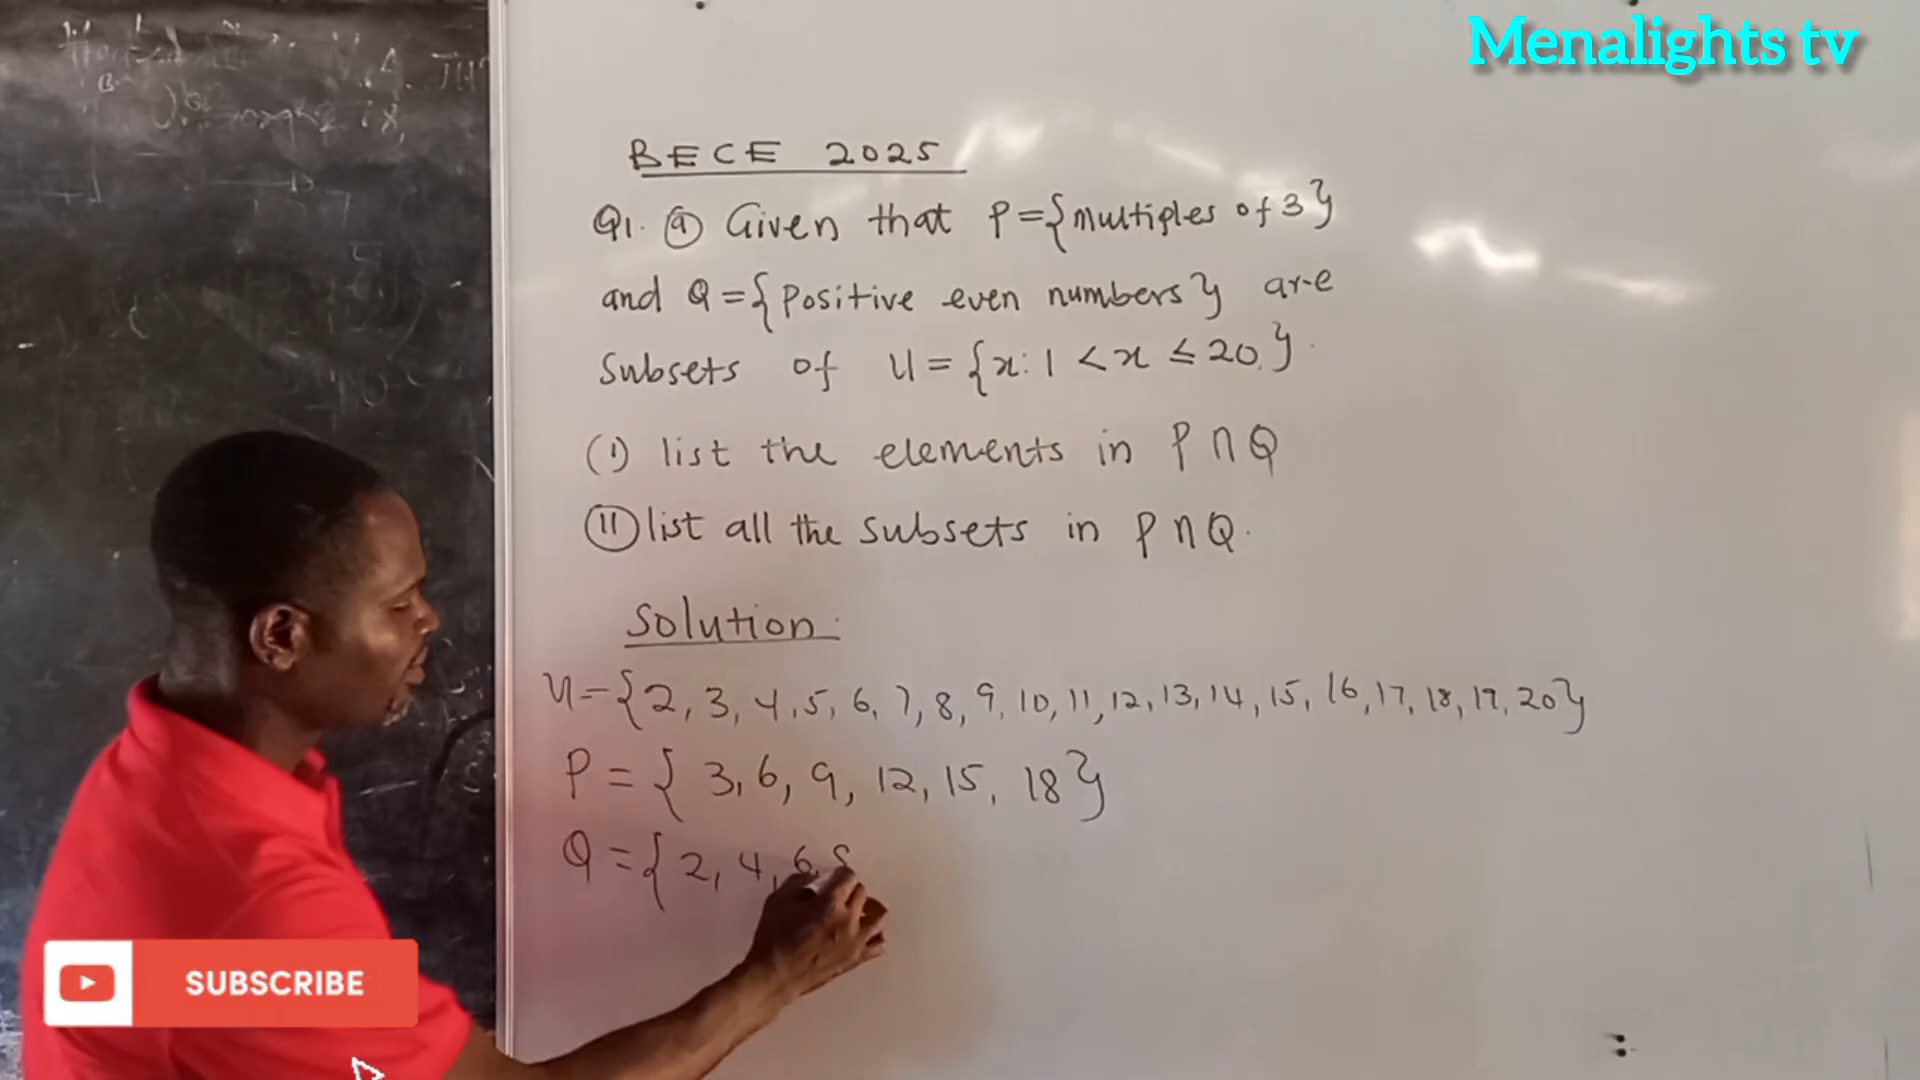 Menalights tv
BECE 2025
Q1. (a) Given that P={multiples of 3}
and Q={Positive even numbers} are
Subsets of U={x:1<x≤20}.
(i) list the elements in P∩Q
(ii) list all the subsets in P∩Q.
Solution:
U={2,3,4,5,6,7,8,9,10,11,12,13,14,15,16,17,18,19,20}
P={3,6,9,12,15,18}
Q={2,4,6,8
SUBSCRIBE